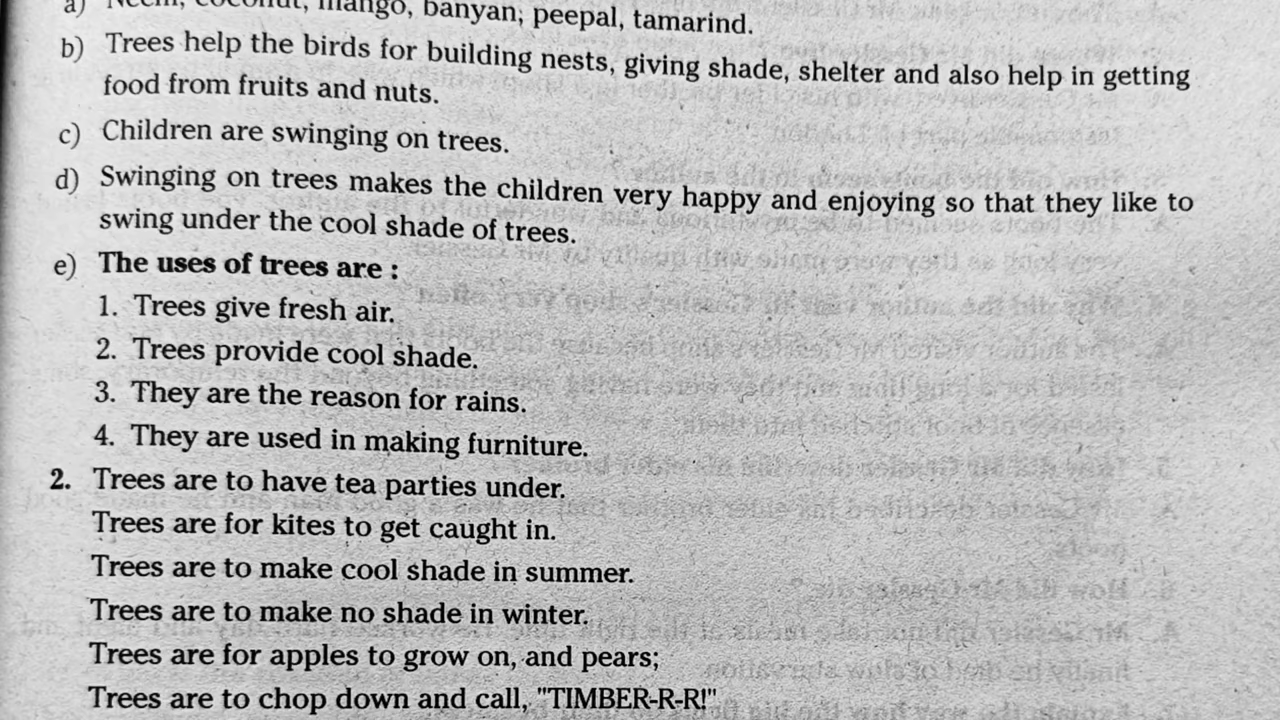 a) Neem, coconut, mango, banyan, peepal, tamarind.
b) Trees help the birds for building nests, giving shade, shelter and also help in getting
food from fruits and nuts.
c) Children are swinging on trees.
d) Swinging on trees makes the children very happy and enjoying so that they like to
swing under the cool shade of trees.
e) The uses of trees are :
1. Trees give fresh air.
2. Trees provide cool shade.
3. They are the reason for rains.
4. They are used in making furniture.
2. Trees are to have tea parties under.
Trees are for kites to get caught in.
Trees are to make cool shade in summer.
Trees are to make no shade in winter.
Trees are for apples to grow on, and pears;
Trees are to chop down and call, "TIMBER-R-R!"